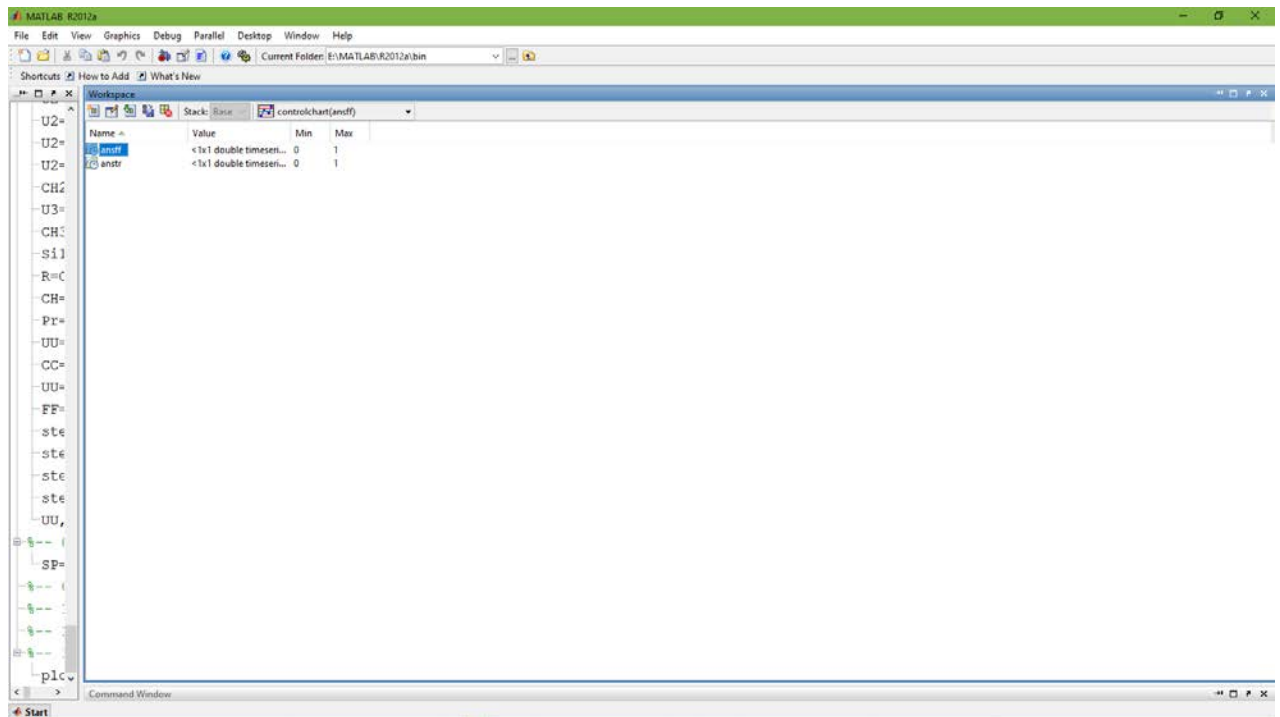 MATLAB R2012a
File Edit View Graphics Debug Parallel Desktop Window Help
Current Folder: E:\MATLAB\R2012a\bin
Shortcuts How to Add What's New
Workspace
Stack: Base controlchart(ansff)
Name Value Min Max
ansff <1x1 double timeseri... 0 1
anstr <1x1 double timeseri... 0 1
U2=
U2=
U2=
CH2
U3=
CH3
Sil
R=C
CH=
Pr=
UU=
CC=
UU=
FF=
ste
ste
ste
ste
UU,
%--
SP=
%--
%--
%--
%--
plo
Command Window
Start